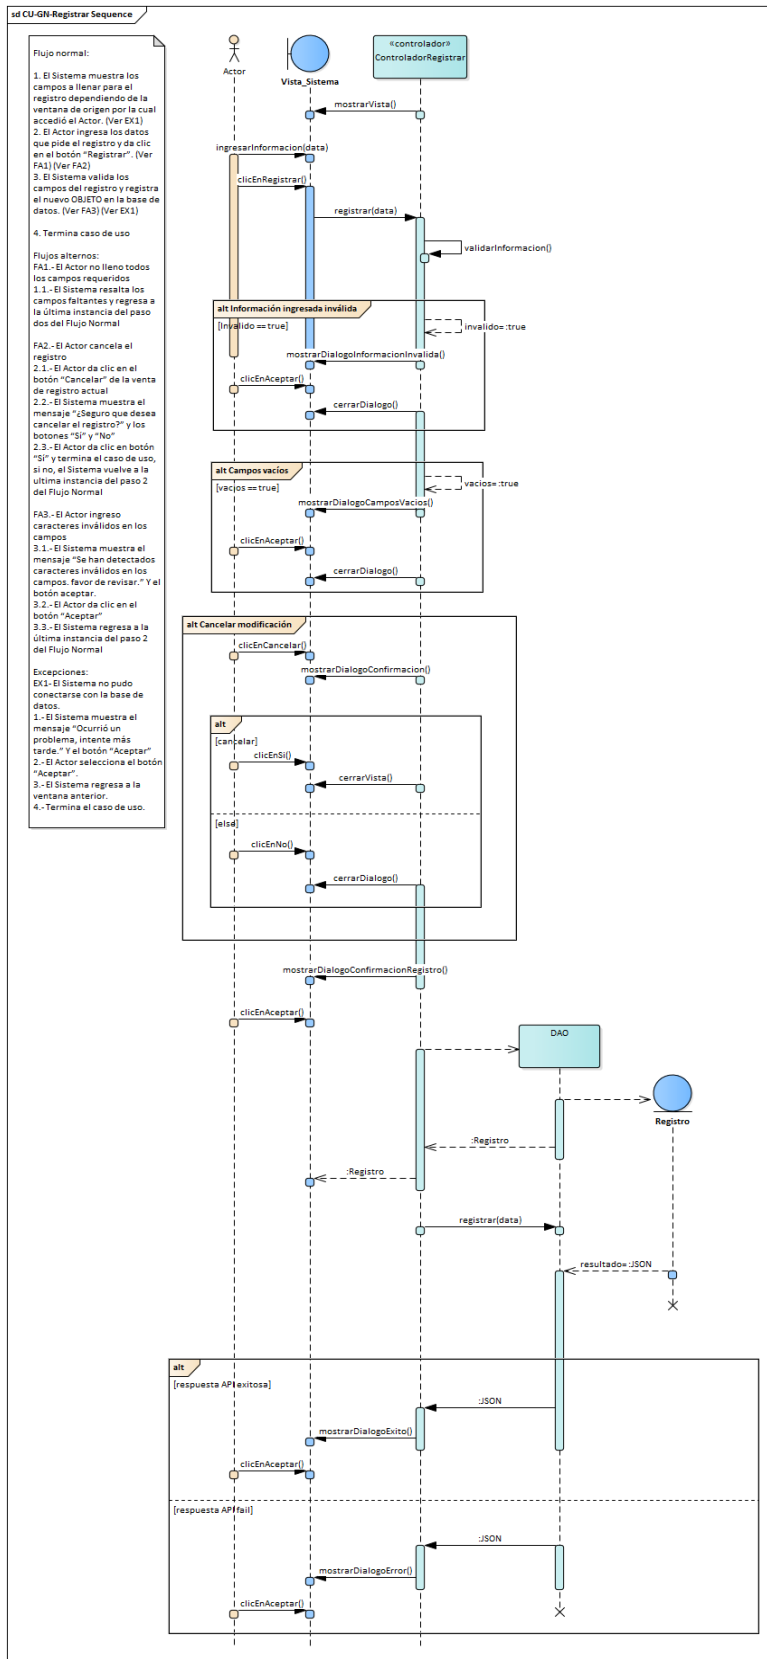 sd CU-GN-Registrar Sequence
Flujo normal:
1. El Sistema muestra los
campos a llenar para el
registro dependiendo de la
ventana de origen por la cual
accedió el Actor. (Ver EX1)
2. El Actor ingresa los datos
que pide el registro y da clic
en el botón "Registrar". (Ver
FA1) (Ver FA2)
3. El Sistema valida los
campos del registro y registra
el nuevo OBJETO en la base de
datos. (Ver FA3) (Ver EX1)
4. Termina caso de uso
Flujos alternos:
FA1.- El Actor no lleno todos
los campos requeridos
1.1.- El Sistema resalta los
campos faltantes y regresa a
la última instancia del paso
dos del Flujo Normal
FA2.- El Actor cancela el
registro
2.1.- El Actor da clic en el
botón "Cancelar" de la venta
de registro actual
2.2.- El Sistema muestra el
mensaje "¿Seguro que desea
cancelar el registro?" y los
botones "Sí" y "No"
2.3.- El Actor da clic en botón
"Sí" y termina el caso de uso,
si no, el Sistema vuelve a la
ultima instancia del paso 2
del Flujo Normal
FA3.- El Actor ingreso
caracteres inválidos en los
campos
3.1.- El Sistema muestra el
mensaje "Se han detectados
caracteres inválidos en los
campos. favor de revisar." Y el
botón aceptar.
3.2.- El Actor da clic en el
botón "Aceptar"
3.3.- El Sistema regresa a la
última instancia del paso 2
del Flujo Normal
Excepciones:
EX1- El Sistema no pudo
conectarse con la base de
datos.
1.- El Sistema muestra el
mensaje "Ocurrió un
problema, intente más
tarde." Y el botón "Aceptar"
2.- El Actor selecciona el botón
"Aceptar".
3.- El Sistema regresa a la
ventana anterior.
4.- Termina el caso de uso.
Actor
Vista_Sistema
«controlador»
ControladorRegistrar
mostrarVista()
ingresarInformacion(data)
clicEnRegistrar()
registrar(data)
validarInformacion()
alt Información ingresada inválida
[Invalido ==true]
invalido= :true
mostrarDialogoInformacionInvalida()
clicEnAceptar()
cerrarDialogo()
alt Campos vacíos
[vacios ==true]
vacios= :true
mostrarDialogoCamposVacios()
clicEnAceptar()
cerrarDialogo()
alt Cancelar modificación
clicEnCancelar()
mostrarDialogoConfirmacion()
alt
[cancelar]
clicEnSi()
cerrarVista()
[else]
clicEnNo()
cerrarDialogo()
mostrarDialogoConfirmacionRegistro()
clicEnAceptar()
DAO
Registro
:Registro
:Registro
registrar(data)
resultado= :JSON
alt
[respuesta API exitosa]
:JSON
mostrarDialogoExito()
clicEnAceptar()
[respuesta API fail]
:JSON
mostrarDialogoError()
clicEnAceptar()